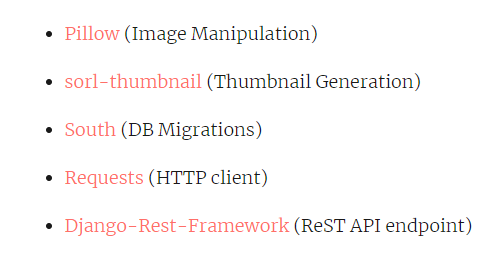 Pillow (Image Manipulation)
sorl-thumbnail (Thumbnail Generation)
South (DB Migrations)
Requests (HTTP client)
Django-Rest-Framework (ReST API endpoint)